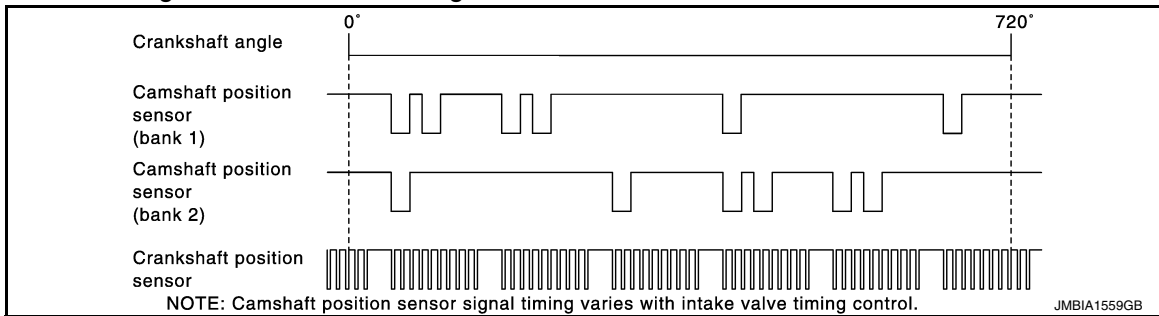 0˚ 720˚
Crankshaft angle
Camshaft position
sensor
(bank 1)
Camshaft position
sensor
(bank 2)
Crankshaft position
sensor
NOTE: Camshaft position sensor signal timing varies with intake valve timing control.
JMBIA1559GB